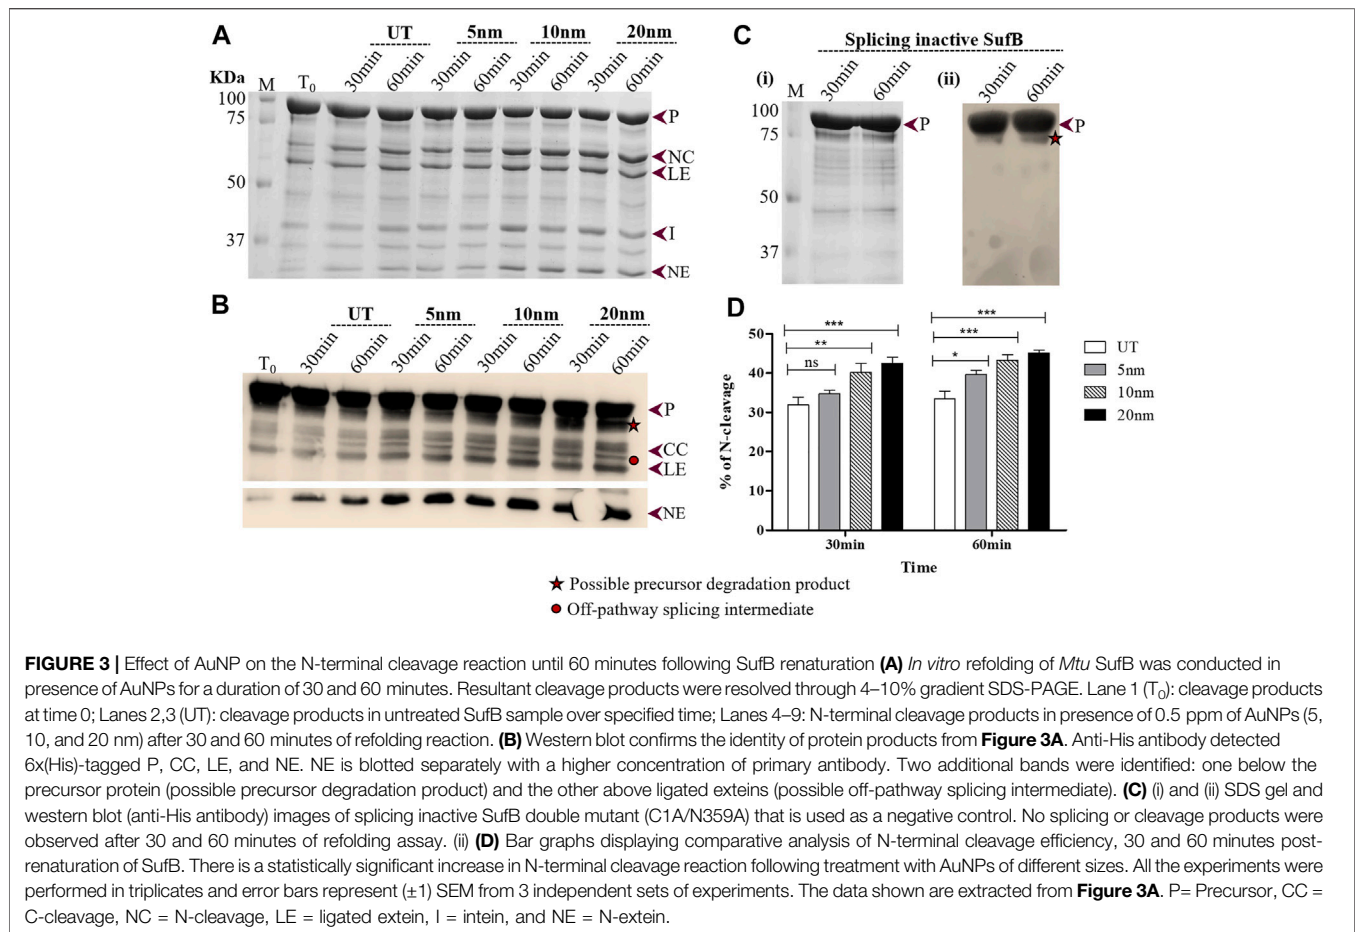 A
UT 5nm 10nm 20nm
KDa M T0 30min 60min 30min 60min 30min 60min 30min 60min
100
75
50
37
P
NC
LE
I
NE
B
UT 5nm 10nm 20nm
T0 30min 60min 30min 60min 30min 60min 30min 60min
P
CC
LE
NE
C
Splicing inactive SufB
(i) M 30min 60min
100
75
50
37
P
(ii) 30min 60min
P
D
% of N-cleavage
50
40
30
20
10
0
ns ** ***
* *** ***
30min 60min
Time
UT
5nm
10nm
20nm
★ Possible precursor degradation product
● Off-pathway splicing intermediate
FIGURE 3 | Effect of AuNP on the N-terminal cleavage reaction until 60 minutes following SufB renaturation (A) In vitro refolding of Mtu SufB was conducted in
presence of AuNPs for a duration of 30 and 60 minutes. Resultant cleavage products were resolved through 4–10% gradient SDS-PAGE. Lane 1 (T0): cleavage products
at time 0; Lanes 2,3 (UT): cleavage products in untreated SufB sample over specified time; Lanes 4–9: N-terminal cleavage products in presence of 0.5 ppm of AuNPs (5,
10, and 20 nm) after 30 and 60 minutes of refolding reaction. (B) Western blot confirms the identity of protein products from Figure 3A. Anti-His antibody detected
6x(His)-tagged P, CC, LE, and NE. NE is blotted separately with a higher concentration of primary antibody. Two additional bands were identified: one below the
precursor protein (possible precursor degradation product) and the other above ligated exteins (possible off-pathway splicing intermediate). (C) (i) and (ii) SDS gel and
western blot (anti-His antibody) images of splicing inactive SufB double mutant (C1A/N359A) that is used as a negative control. No splicing or cleavage products were
observed after 30 and 60 minutes of refolding assay. (ii) (D) Bar graphs displaying comparative analysis of N-terminal cleavage efficiency, 30 and 60 minutes post-
renaturation of SufB. There is a statistically significant increase in N-terminal cleavage reaction following treatment with AuNPs of different sizes. All the experiments were
performed in triplicates and error bars represent (±1) SEM from 3 independent sets of experiments. The data shown are extracted from Figure 3A. P= Precursor, CC =
C-cleavage, NC = N-cleavage, LE = ligated extein, I = intein, and NE = N-extein.